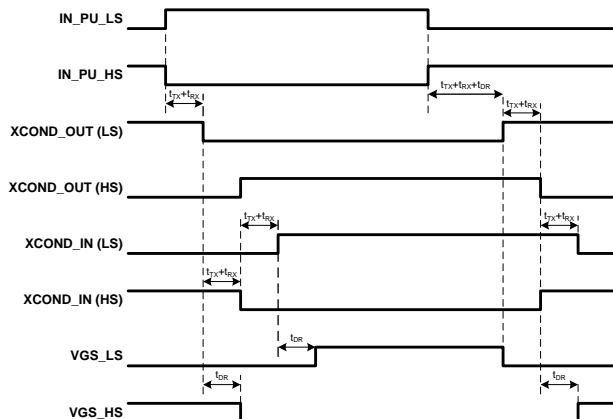 IN_PU_LS
IN_PU_HS
tTX+tRX
tTX+tRX+tDR
tTX+tRX
XCOND_OUT (LS)
XCOND_OUT (HS)
tTX+tRX
tTX+tRX
XCOND_IN (LS)
tTX+tRX
XCOND_IN (HS)
tDR
VGS_LS
tDR
tDR
VGS_HS